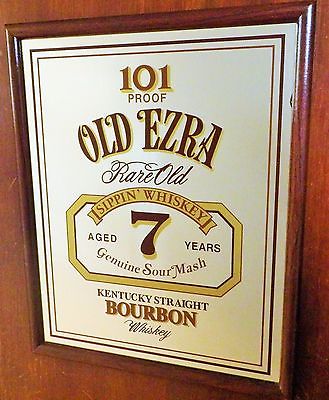 101
PROOF
OLD EZRA
Rare Old
SIPPIN' WHISKEY
AGED 7 YEARS
Genuine Sour Mash
KENTUCKY STRAIGHT
BOURBON
Whiskey